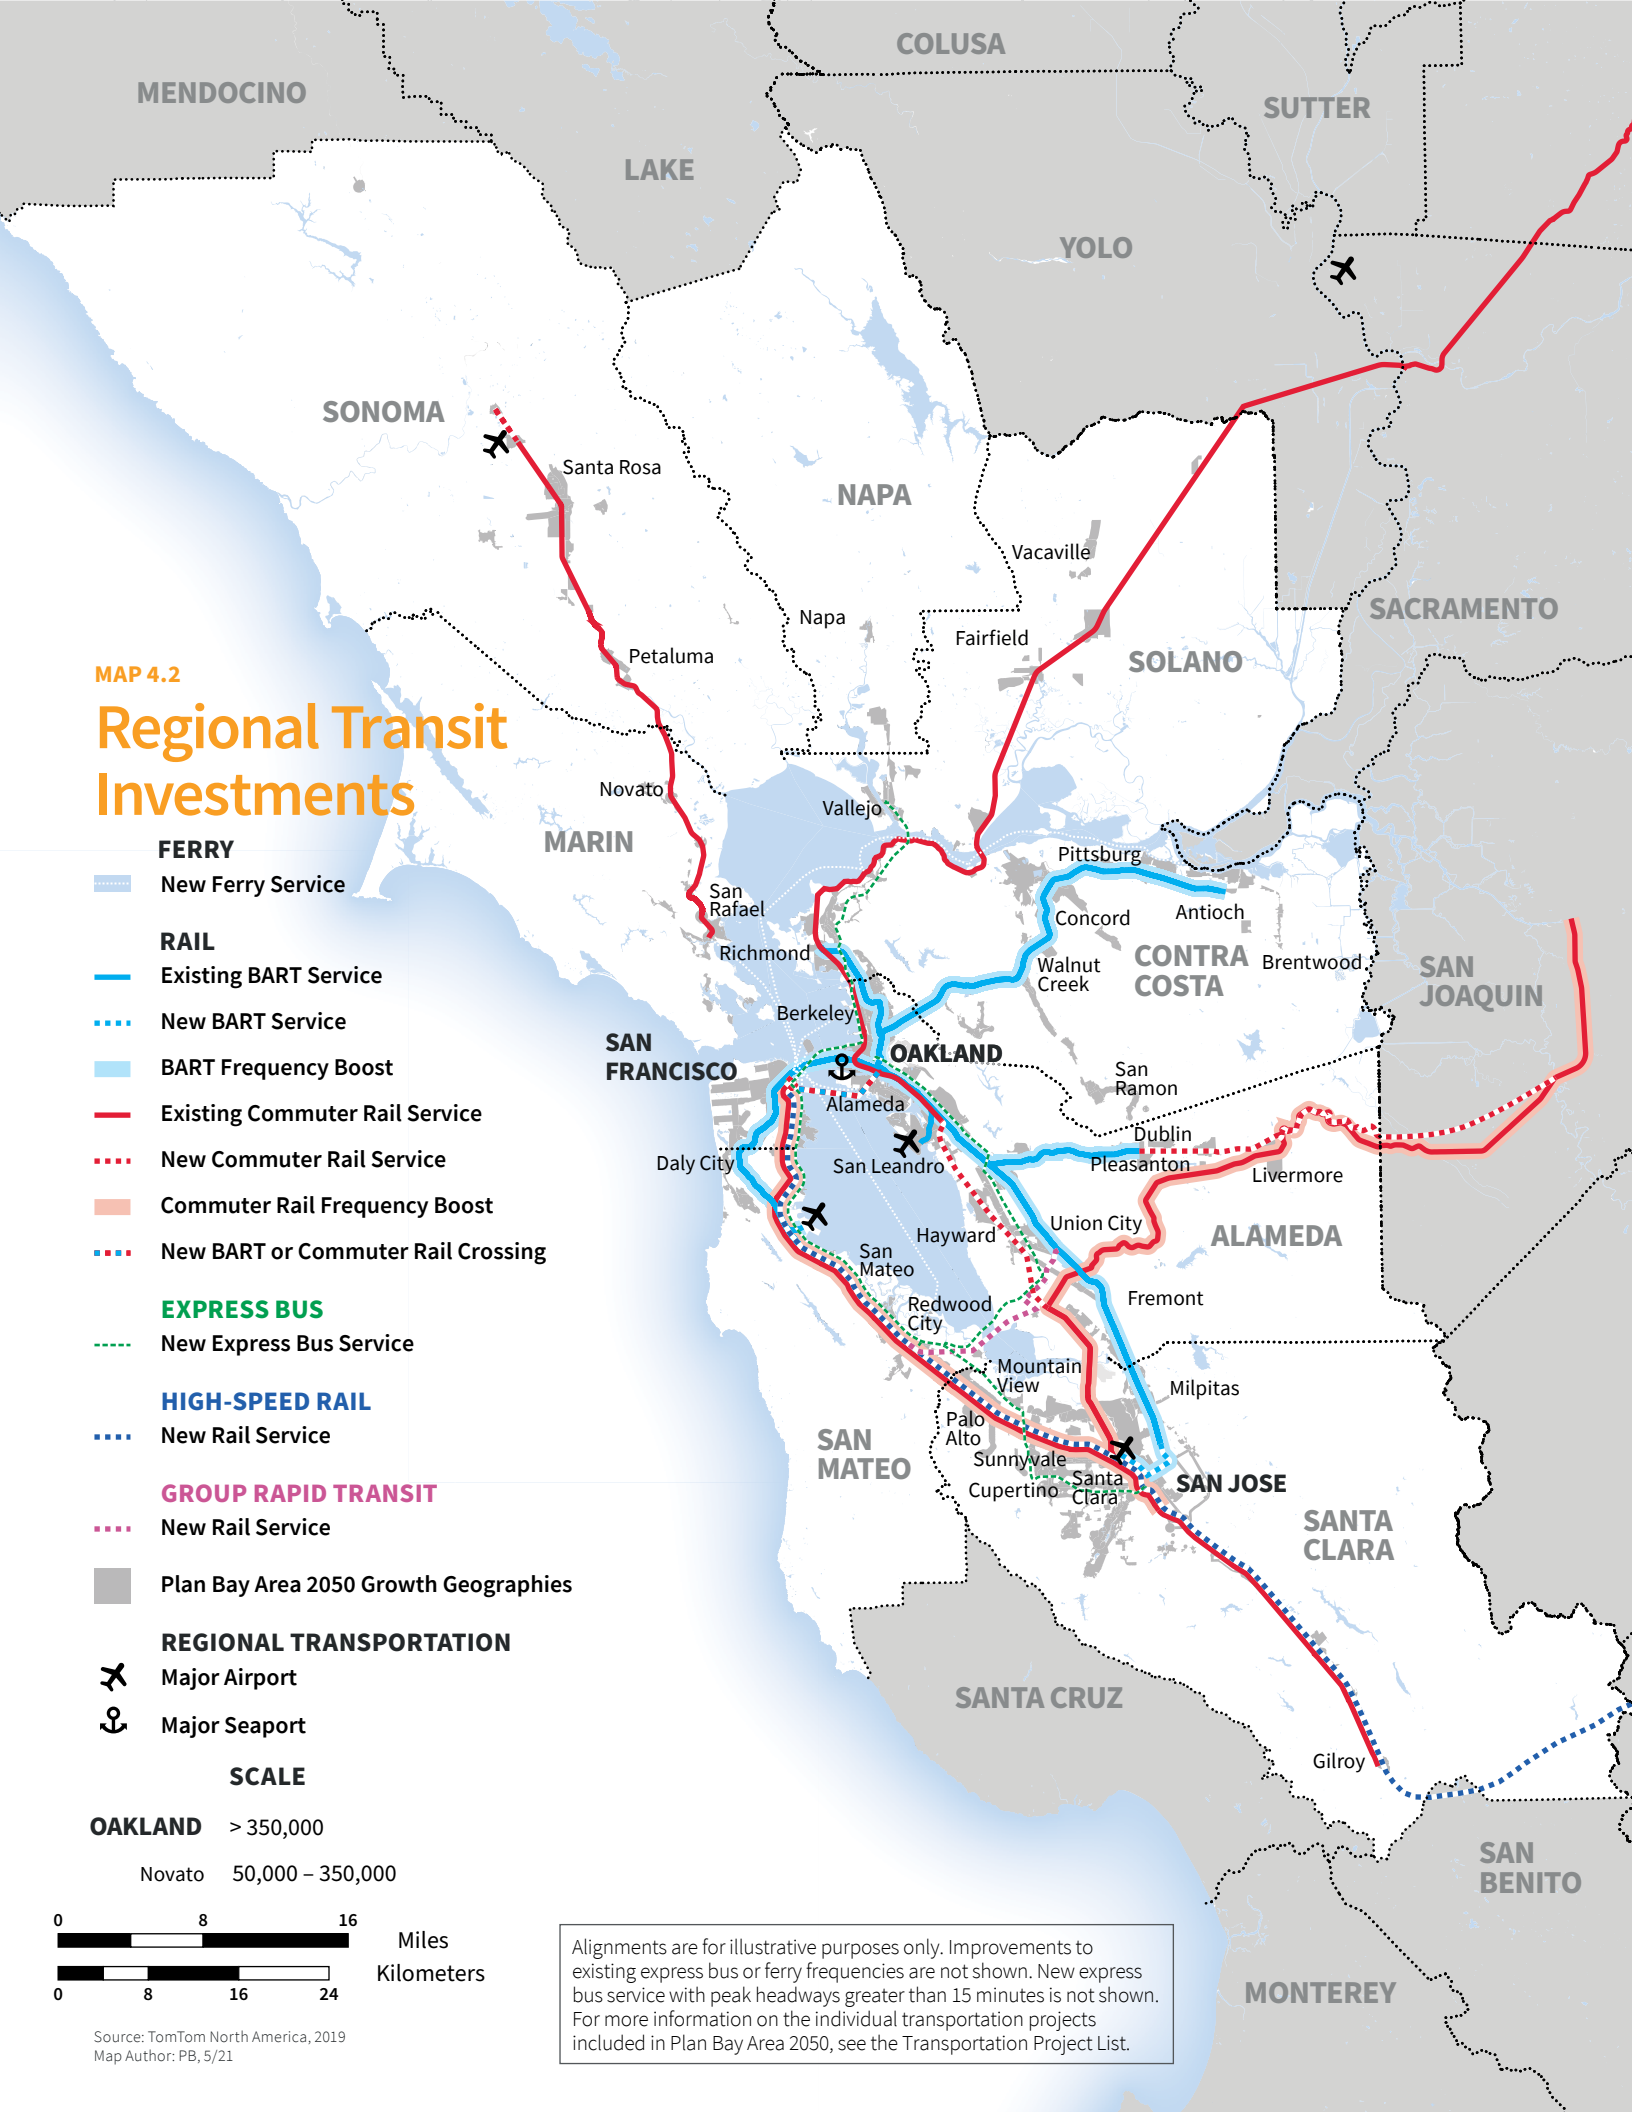 COLUSA
MENDOCINO
SUTTER
LAKE
YOLO
SONOMA
Santa Rosa
NAPA
Vacaville
SACRAMENTO
Napa
Fairfield
Petaluma
SOLANO
MAP 4.2
Regional Transit
Investments
Novato
Vallejo
MARIN
FERRY
New Ferry Service
RAIL
Existing BART Service
New BART Service
BART Frequency Boost
Existing Commuter Rail Service
New Commuter Rail Service
Commuter Rail Frequency Boost
New BART or Commuter Rail Crossing
EXPRESS BUS
New Express Bus Service
HIGH-SPEED RAIL
New Rail Service
GROUP RAPID TRANSIT
New Rail Service
Plan Bay Area 2050 Growth Geographies
REGIONAL TRANSPORTATION
Major Airport
Major Seaport
SCALE
OAKLAND > 350,000
Novato 50,000 – 350,000
0 8 16
Miles
Kilometers
0 8 16 24
Source: TomTom North America, 2019
Map Author: PB, 5/21
Pittsburg
San
Rafael
Concord
Antioch
Richmond
Walnut
Creek
CONTRA
COSTA
Brentwood
SAN
JOAQUIN
Berkeley
SAN
FRANCISCO
OAKLAND
San
Ramon
Alameda
Dublin
Daly City
San Leandro
Pleasanton
Livermore
Hayward
Union City
ALAMEDA
San
Mateo
Redwood
City
Fremont
Mountain
View
Milpitas
Palo
Alto
SAN
MATEO
Sunnyvale
Cupertino
Santa
Clara
SAN JOSE
SANTA
CLARA
SANTA CRUZ
Gilroy
SAN
BENITO
MONTEREY
Alignments are for illustrative purposes only. Improvements to
existing express bus or ferry frequencies are not shown. New express
bus service with peak headways greater than 15 minutes is not shown.
For more information on the individual transportation projects
included in Plan Bay Area 2050, see the Transportation Project List.